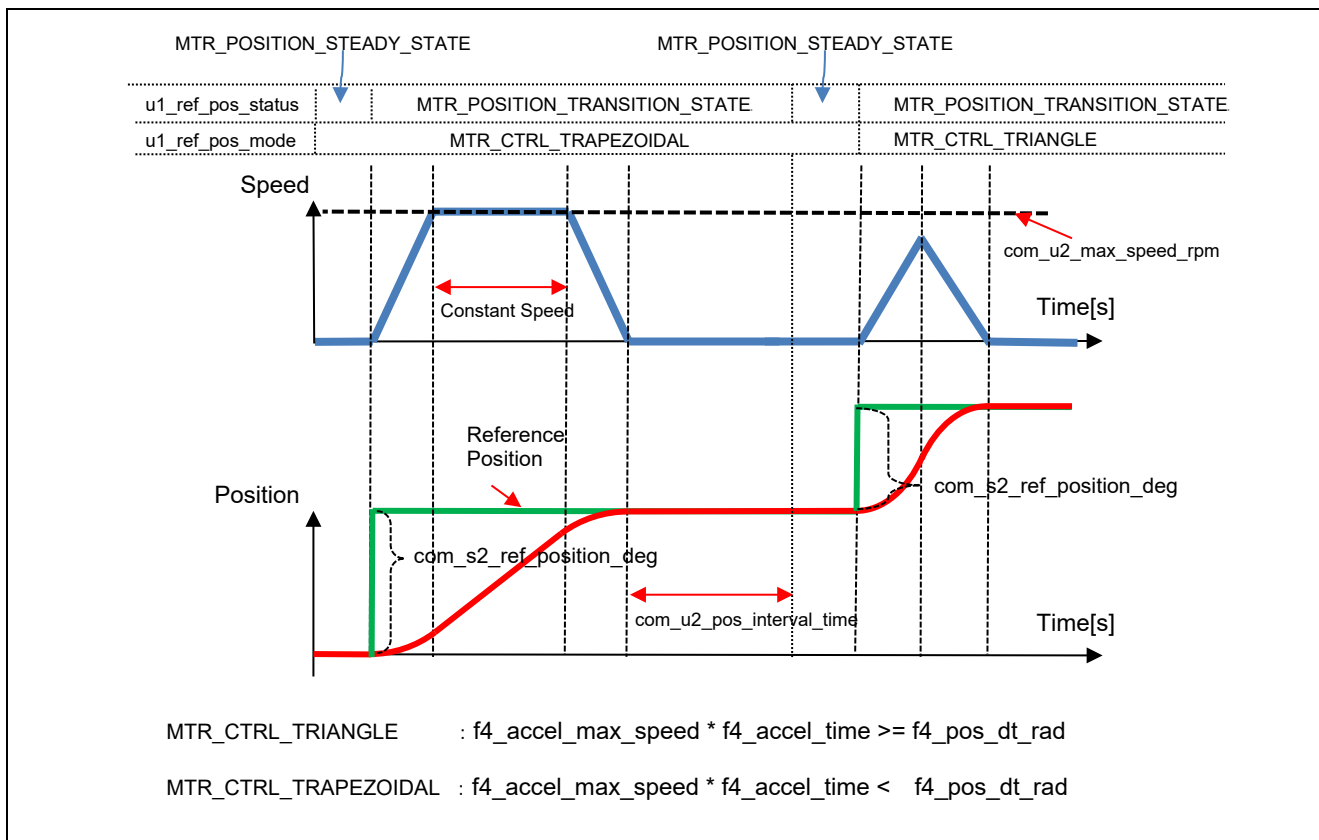 MTR_POSITION_STEADY_STATE MTR_POSITION_STEADY_STATE
u1_ref_pos_status MTR_POSITION_TRANSITION_STATE MTR_POSITION_TRANSITION_STATE
u1_ref_pos_mode MTR_CTRL_TRAPEZOIDAL MTR_CTRL_TRIANGLE
Speed
com_u2_max_speed_rpm
Constant Speed
Time[s]
Reference
Position
Position
com_s2_ref_position_deg
com_s2_ref_position_deg
com_u2_pos_interval_time
Time[s]
MTR_CTRL_TRIANGLE : f4_accel_max_speed * f4_accel_time >= f4_pos_dt_rad
MTR_CTRL_TRAPEZOIDAL : f4_accel_max_speed * f4_accel_time < f4_pos_dt_rad